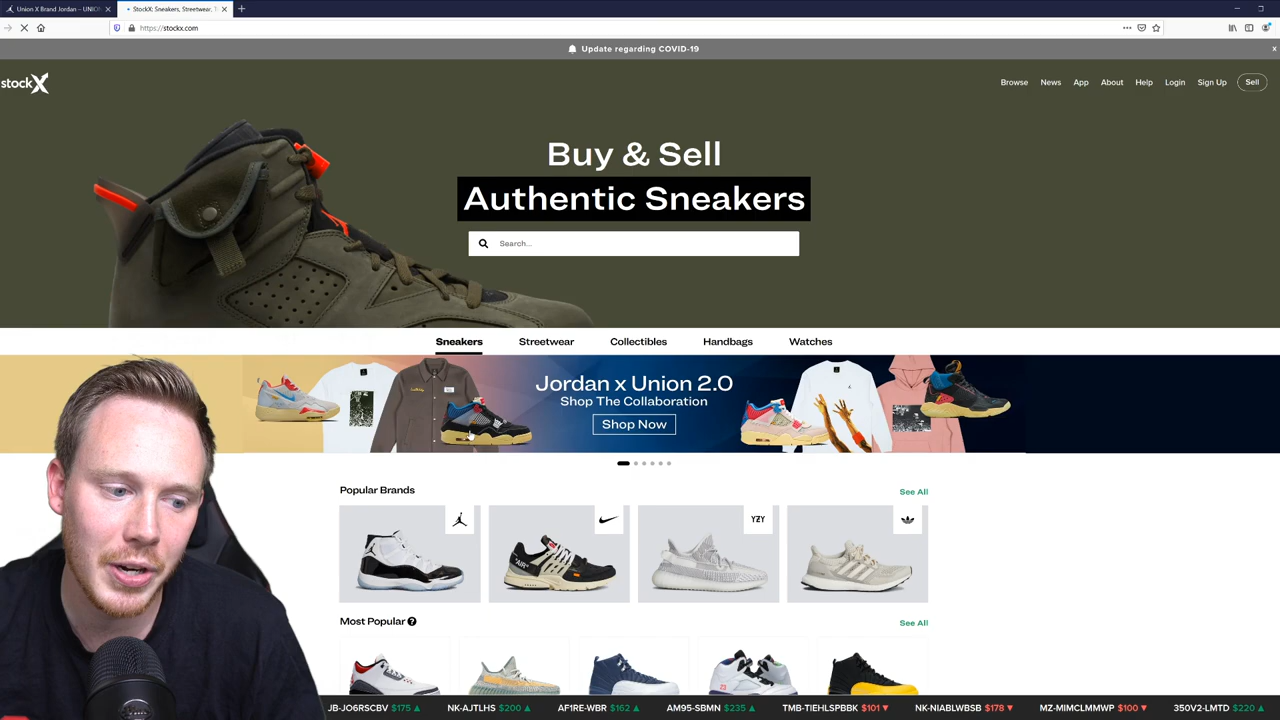 Union X Brand Jordan – UNION
StockX: Sneakers, Streetwear, T
https://stockx.com
Update regarding COVID-19
stockX
Browse News App About Help Login Sign Up Sell
Buy & Sell
Authentic Sneakers
Search...
Sneakers Streetwear Collectibles Handbags Watches
Jordan x Union 2.0
Shop The Collaboration
Shop Now
Popular Brands See All
YZY
"AIR"
Most Popular ? See All
23
JB-JO6RSCBV $175 NK-AJTLHS $200 AF1RE-WBR $162 AM95-SBMN $235 TMB-TIEHLSPBBK $101 NK-NIABLWBSB $178 MZ-MIMCLMMWP $100 350V2-LMTD $220